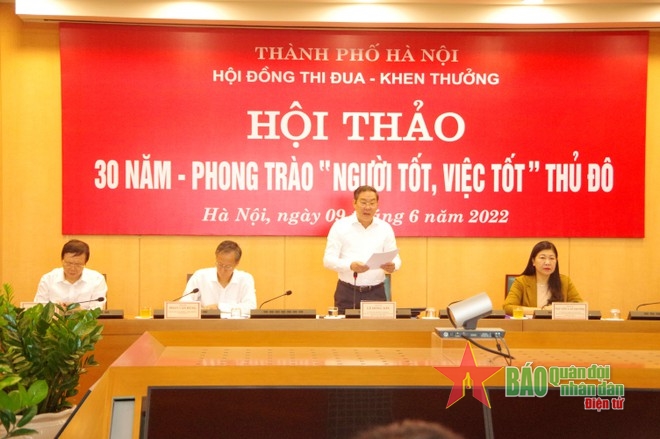 THÀNH PHỐ HÀ NỘI
HỘI ĐỒNG THI ĐUA - KHEN THƯỞNG
HỘI THẢO
30 NĂM - PHONG TRÀO "NGƯỜI TỐT, VIỆC TỐT" THỦ ĐÔ
Hà Nội, ngày 09 6 năm 2022
BÁO Quân đội
nhân dân
Điện tử